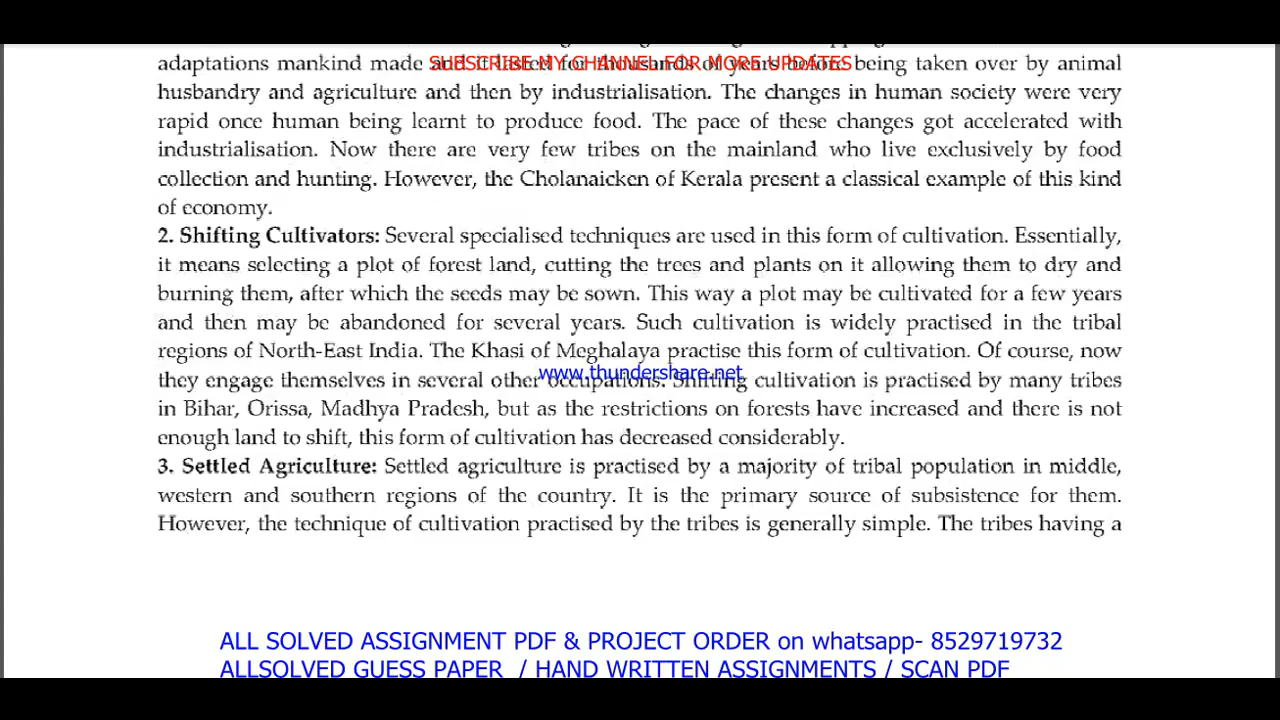 adaptations mankind made and it lasted for thousands of years before being taken over by animal
SUBSCRIBE MY CHANNEL FOR MORE UPDATES
husbandry and agriculture and then by industrialisation. The changes in human society were very
rapid once human being learnt to produce food. The pace of these changes got accelerated with
industrialisation. Now there are very few tribes on the mainland who live exclusively by food
collection and hunting. However, the Cholanaicken of Kerala present a classical example of this kind
of economy.
2. Shifting Cultivators: Several specialised techniques are used in this form of cultivation. Essentially,
it means selecting a plot of forest land, cutting the trees and plants on it allowing them to dry and
burning them, after which the seeds may be sown. This way a plot may be cultivated for a few years
and then may be abandoned for several years. Such cultivation is widely practised in the tribal
regions of North-East India. The Khasi of Meghalaya practise this form of cultivation. Of course, now
www.thundershare.net
they engage themselves in several other occupations. Shifting cultivation is practised by many tribes
in Bihar, Orissa, Madhya Pradesh, but as the restrictions on forests have increased and there is not
enough land to shift, this form of cultivation has decreased considerably.
3. Settled Agriculture: Settled agriculture is practised by a majority of tribal population in middle,
western and southern regions of the country. It is the primary source of subsistence for them.
However, the technique of cultivation practised by the tribes is generally simple. The tribes having a
ALL SOLVED ASSIGNMENT PDF & PROJECT ORDER on whatsapp- 8529719732
ALLSOLVED GUESS PAPER / HAND WRITTEN ASSIGNMENTS / SCAN PDF